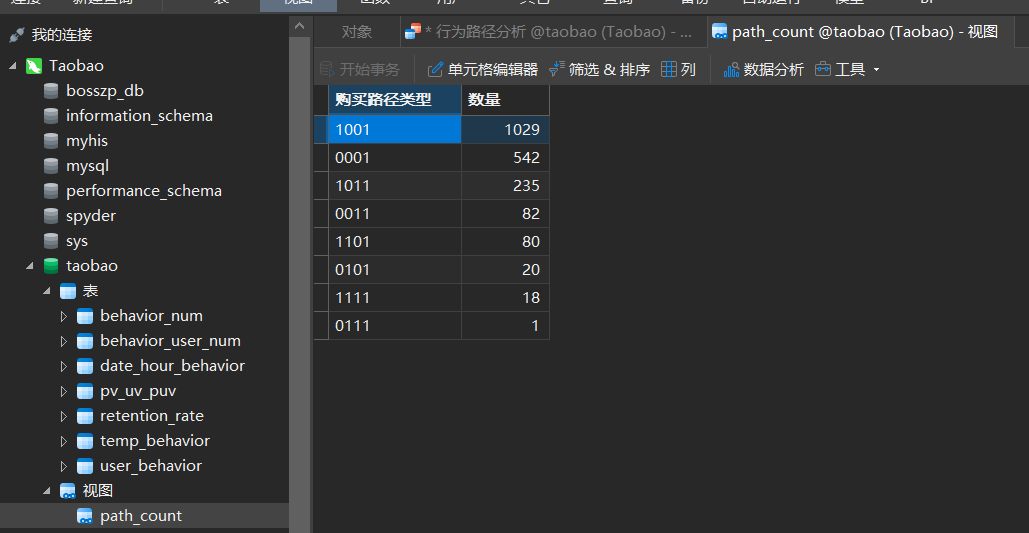 对象
* 行为路径分析 @taobao (Taobao) - ...
path_count @taobao (Taobao) - 视图
开始事务
单元格编辑器
筛选 & 排序
列
数据分析
工具
我的连接
Taobao
bosszp_db
information_schema
myhis
mysql
performance_schema
spyder
sys
taobao
表
behavior_num
behavior_user_num
date_hour_behavior
pv_uv_puv
retention_rate
temp_behavior
user_behavior
视图
path_count
购买路径类型 数量
1001 1029
0001 542
1011 235
0011 82
1101 80
0101 20
1111 18
0111 1